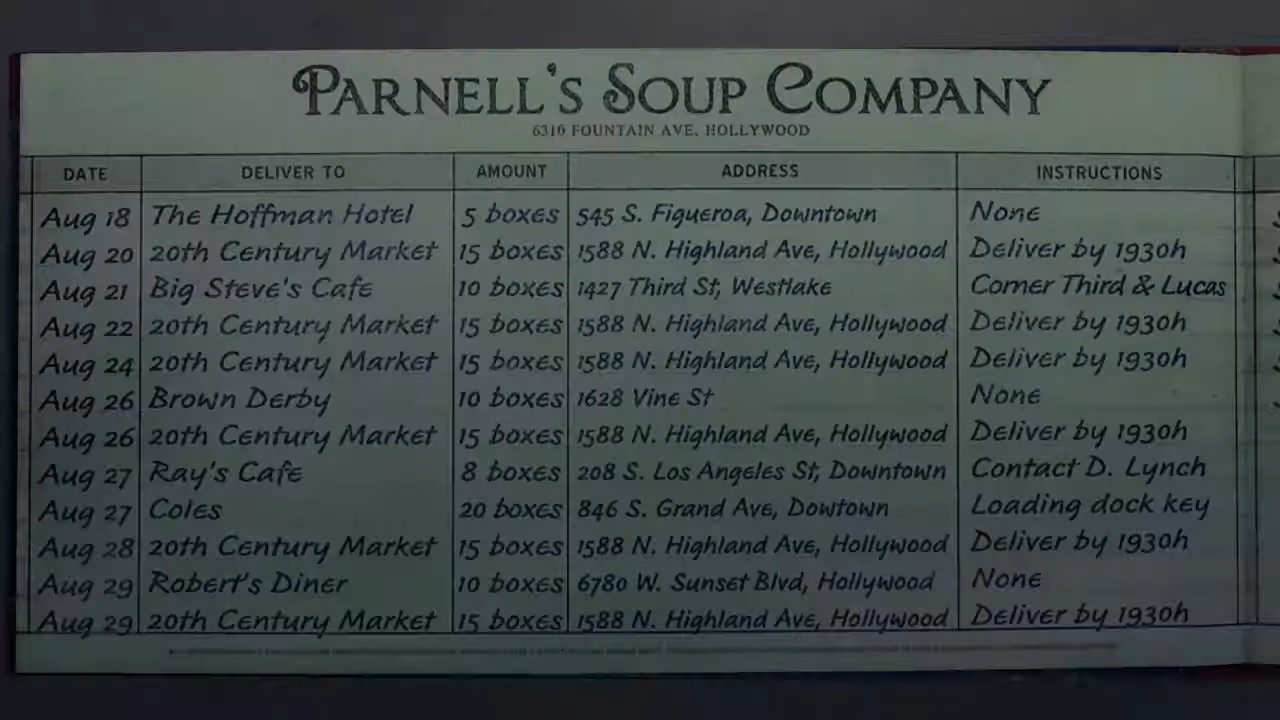 PARNELL'S SOUP COMPANY
6310 FOUNTAIN AVE. HOLLYWOOD
DATE DELIVER TO AMOUNT ADDRESS INSTRUCTIONS
Aug 18 The Hoffman Hotel 5 boxes 545 S. Figueroa, Downtown None
Aug 20 20th Century Market 15 boxes 1588 N. Highland Ave, Hollywood Deliver by 1930h
Aug 21 Big Steve's Cafe 10 boxes 1427 Third St, Westlake Corner Third & Lucas
Aug 22 20th Century Market 15 boxes 1588 N. Highland Ave, Hollywood Deliver by 1930h
Aug 24 20th Century Market 15 boxes 1588 N. Highland Ave, Hollywood Deliver by 1930h
Aug 26 Brown Derby 10 boxes 1628 Vine St None
Aug 26 20th Century Market 15 boxes 1588 N. Highland Ave, Hollywood Deliver by 1930h
Aug 27 Ray's Cafe 8 boxes 208 S. Los Angeles St, Downtown Contact D. Lynch
Aug 27 Coles 20 boxes 846 S. Grand Ave, Dowtown Loading dock key
Aug 28 20th Century Market 15 boxes 1588 N. Highland Ave, Hollywood Deliver by 1930h
Aug 29 Robert's Diner 10 boxes 6780 W. Sunset Blvd, Hollywood None
Aug 29 20th Century Market 15 boxes 1588 N. Highland Ave, Hollywood Deliver by 1930h